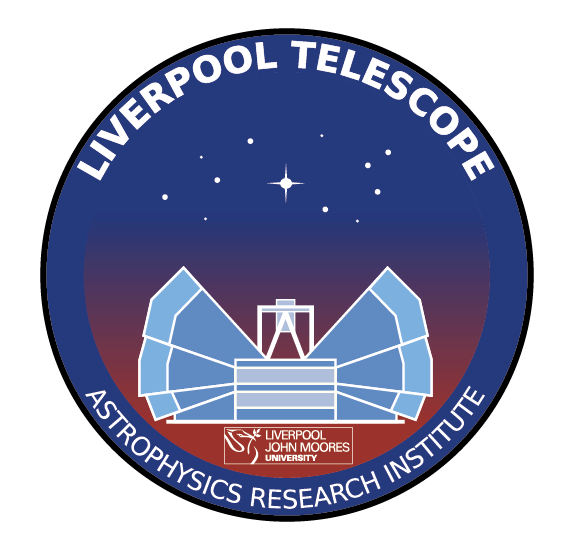 LIVERPOOL TELESCOPE
LIVERPOOL
JOHN MOORES
UNIVERSITY
ASTROPHYSICS RESEARCH INSTITUTE